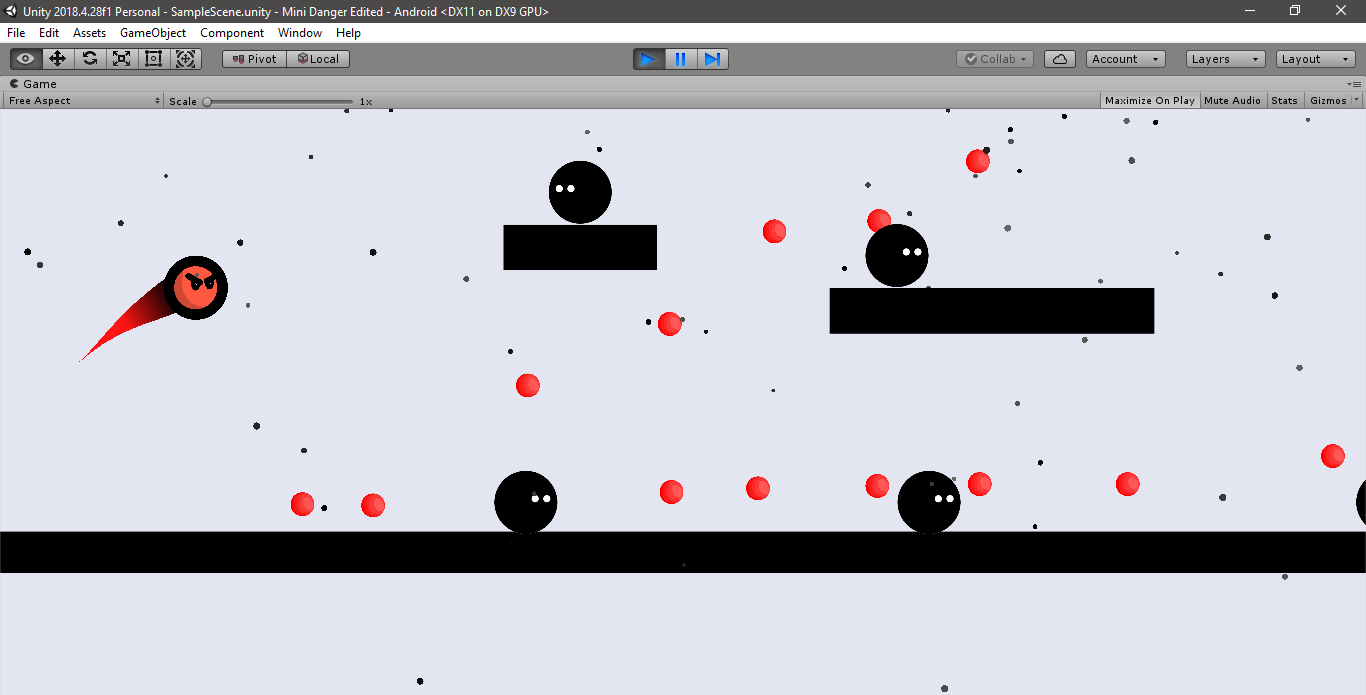 Unity 2018.4.28f1 Personal - SampleScene.unity - Mini Danger Edited - Android <DX11 on DX9 GPU>
File Edit Assets GameObject Component Window Help
Pivot Local Collab Account Layers Layout
Game
Free Aspect Scale 1x Maximize On Play Mute Audio Stats Gizmos